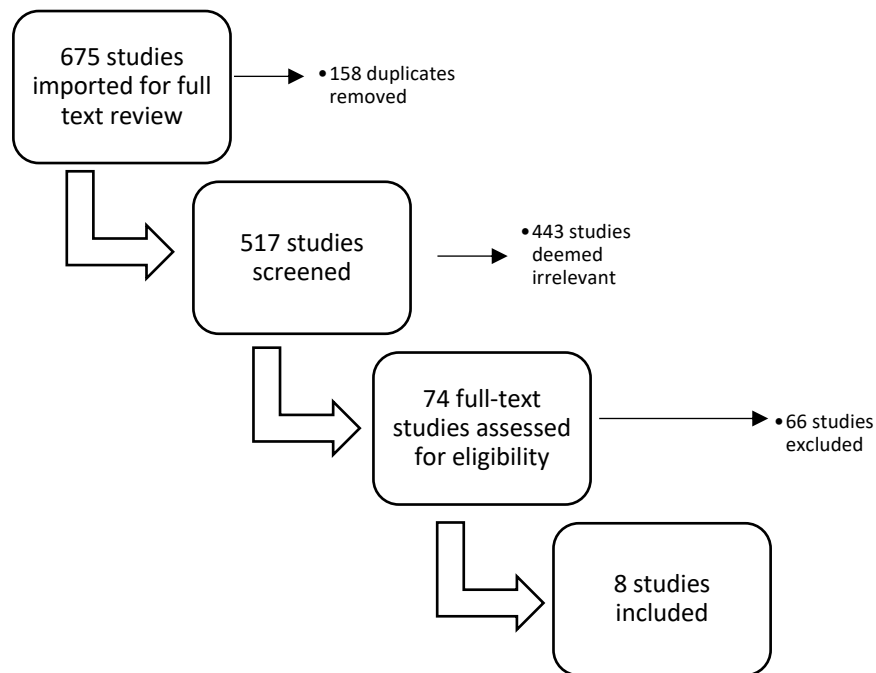 675 studies
imported for full
text review
•158 duplicates
removed
517 studies
screened
•443 studies
deemed
irrelevant
74 full-text
studies assessed
for eligibility
•66 studies
excluded
8 studies
included